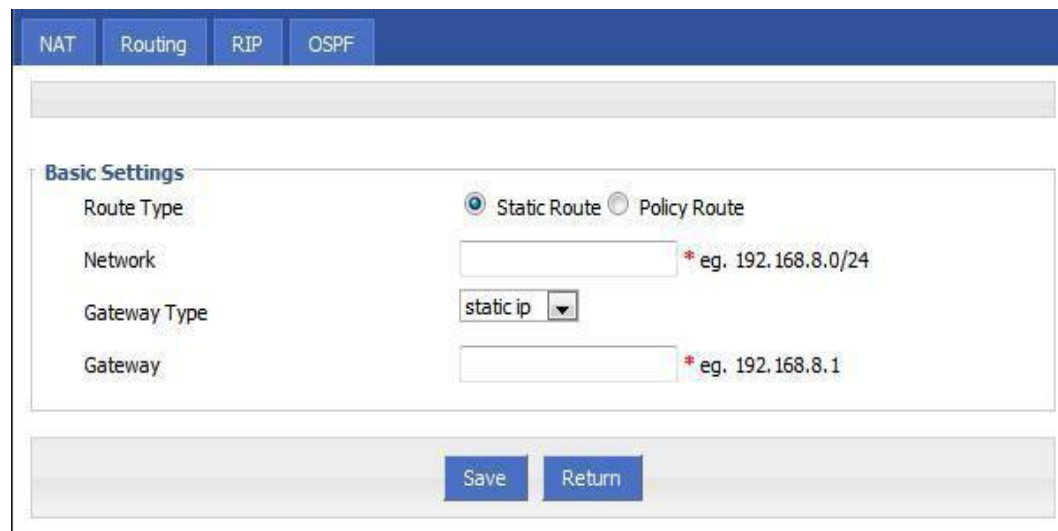 NAT Routing RIP OSPF
Basic Settings
Route Type Static Route Policy Route
Network * eg. 192.168.8.0/24
Gateway Type static ip
Gateway * eg. 192.168.8.1
Save Return